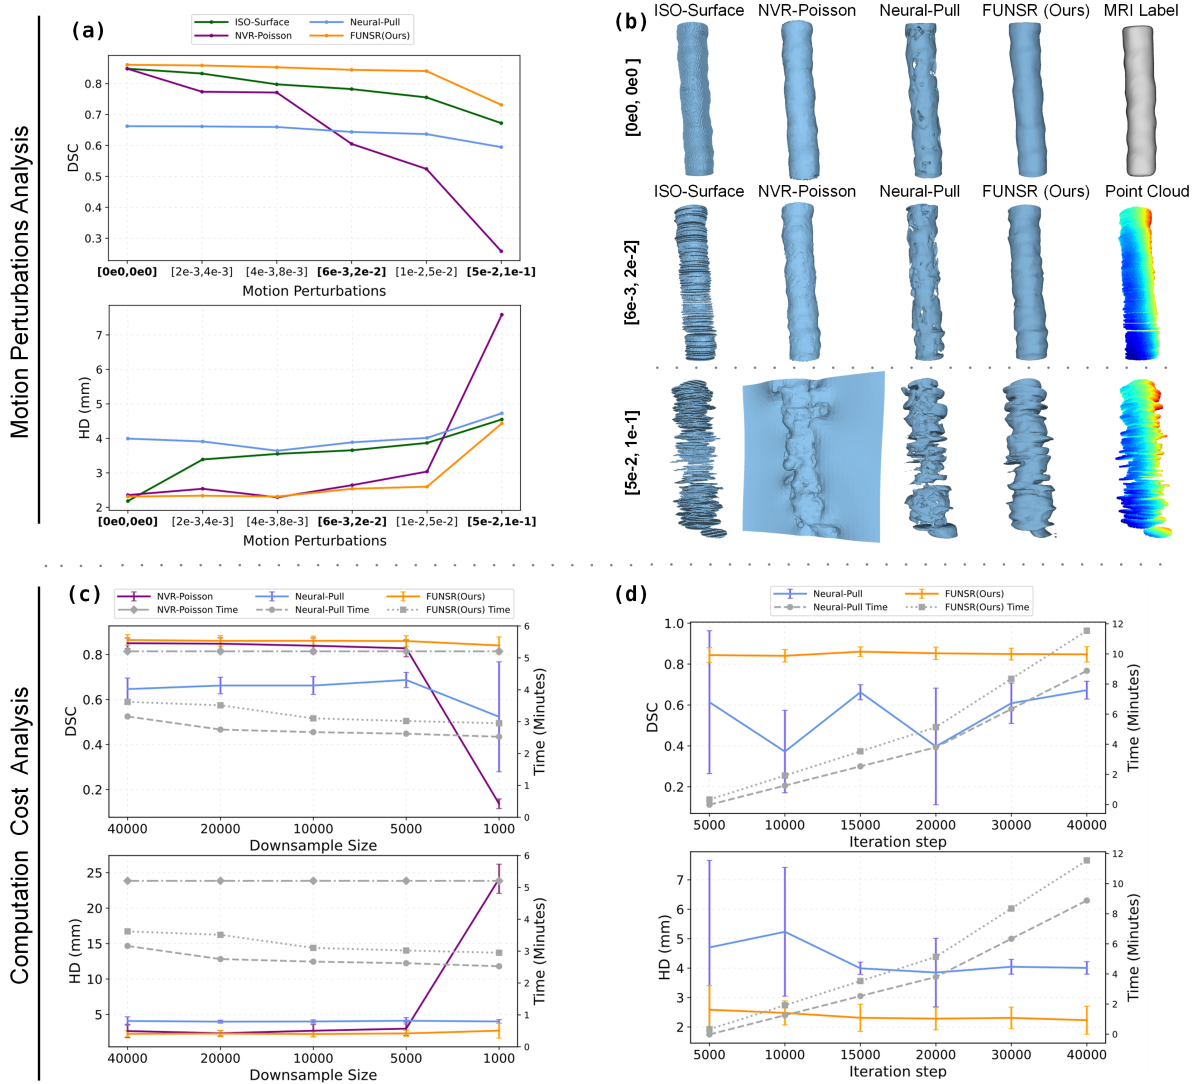 Motion Perturbations Analysis
(a)
ISO-Surface
NVR-Poisson
Neural-Pull
FUNSR(Ours)
DSC
0.8
0.7
0.6
0.5
0.4
0.3
[0e0,0e0] [2e-3,4e-3] [4e-3,8e-3] [6e-3,2e-2] [1e-2,5e-2] [5e-2,1e-1]
Motion Perturbations
HD (mm)
7
6
5
4
3
2
[0e0,0e0] [2e-3,4e-3] [4e-3,8e-3] [6e-3,2e-2] [1e-2,5e-2] [5e-2,1e-1]
Motion Perturbations
(b)
ISO-Surface NVR-Poisson Neural-Pull FUNSR (Ours) MRI Label
[0e0, 0e0 ]
ISO-Surface NVR-Poisson Neural-Pull FUNSR (Ours) Point Cloud
[6e-3, 2e-2]
[5e-2, 1e-1]
Computation Cost Analysis
(c)
NVR-Poisson Neural-Pull FUNSR(Ours)
NVR-Poisson Time Neural-Pull Time FUNSR(Ours) Time
DSC
0.8
0.6
0.4
0.2
6
5
4
3
2
1
0
Time (Minutes)
40000 20000 10000 5000 1000
Downsample Size
HD (mm)
25
20
15
10
5
6
5
4
3
2
1
0
Time (Minutes)
40000 20000 10000 5000 1000
Downsample Size
(d)
Neural-Pull FUNSR(Ours)
Neural-Pull Time FUNSR(Ours) Time
DSC
1.0
0.8
0.6
0.4
0.2
12
10
8
6
4
2
0
Time (Minutes)
5000 10000 15000 20000 30000 40000
Iteration step
HD (mm)
7
6
5
4
3
2
12
10
8
6
4
2
0
Time (Minutes)
5000 10000 15000 20000 30000 40000
Iteration step